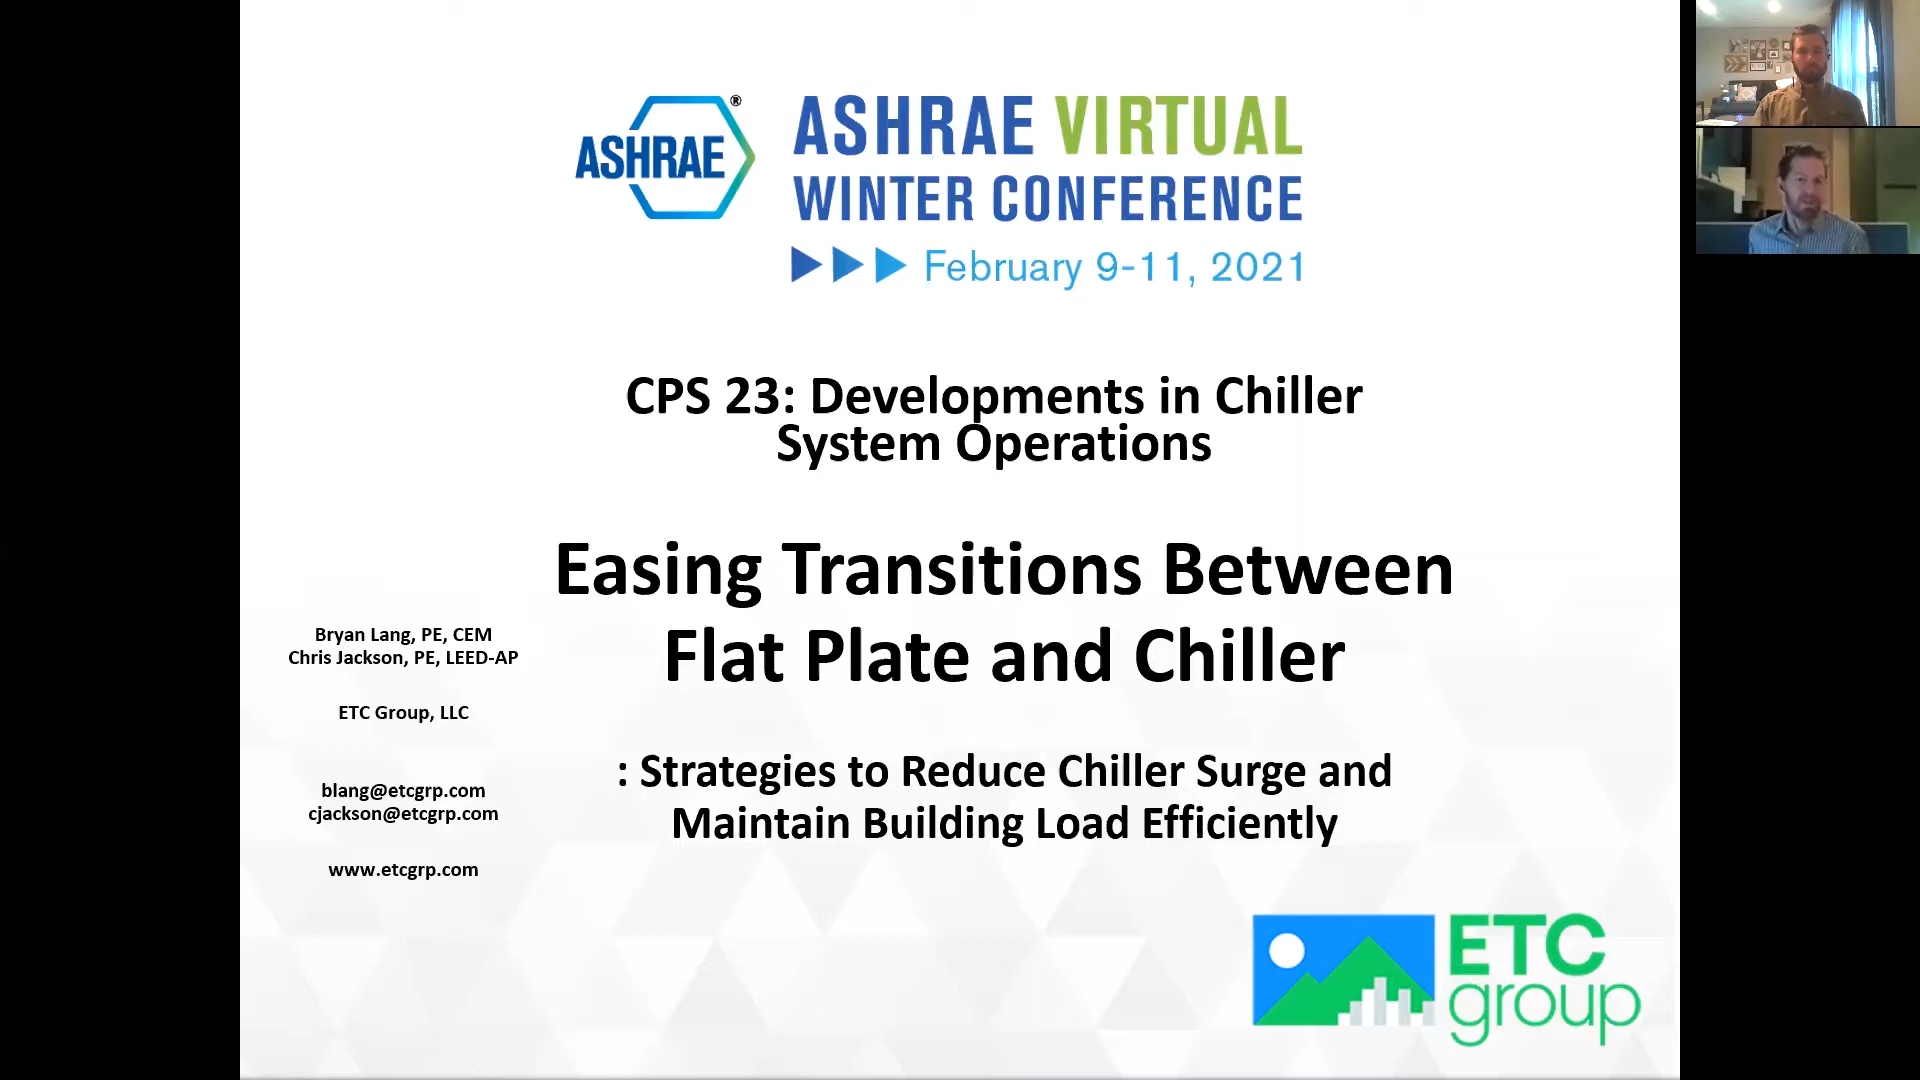 ASHRAE®
ASHRAE VIRTUAL
WINTER CONFERENCE
February 9-11, 2021
CPS 23: Developments in Chiller
System Operations
Easing Transitions Between
Flat Plate and Chiller
: Strategies to Reduce Chiller Surge and
Maintain Building Load Efficiently
Bryan Lang, PE, CEM
Chris Jackson, PE, LEED-AP
ETC Group, LLC
blang@etcgrp.com
cjackson@etcgrp.com
www.etcgrp.com
ETC
group